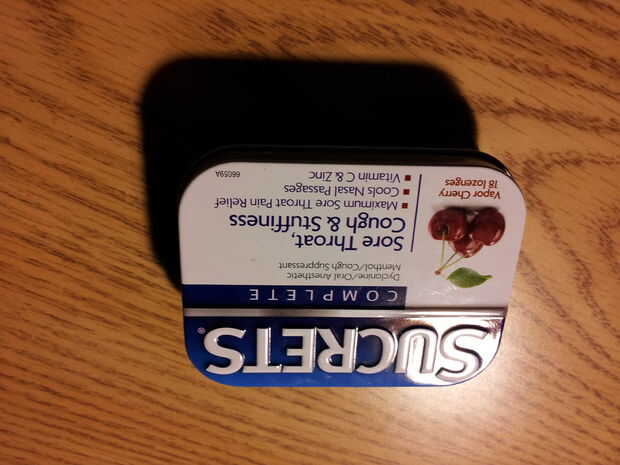 SUCRETS®
COMPLETE
Dyclonine/Oral Anesthetic
Menthol/Cough Suppressant
Sore Throat,
Cough & Stuffiness
■ Maximum Sore Throat Pain Relief
■ Cools Nasal Passages
■ Vitamin C & Zinc
Vapor Cherry
18 lozenges
66059A